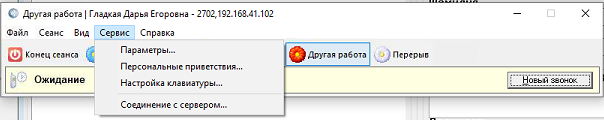 Другая работа | Гладкая Дарья Егоровна - 2702,192.168.41.102
Файл Сеанс Вид Сервис Справка
Конец сеанса Другая работа Перерыв
Параметры...
Персональные приветствия...
Настройка клавиатуры...
Соединение с сервером...
Ожидание Новый звонок